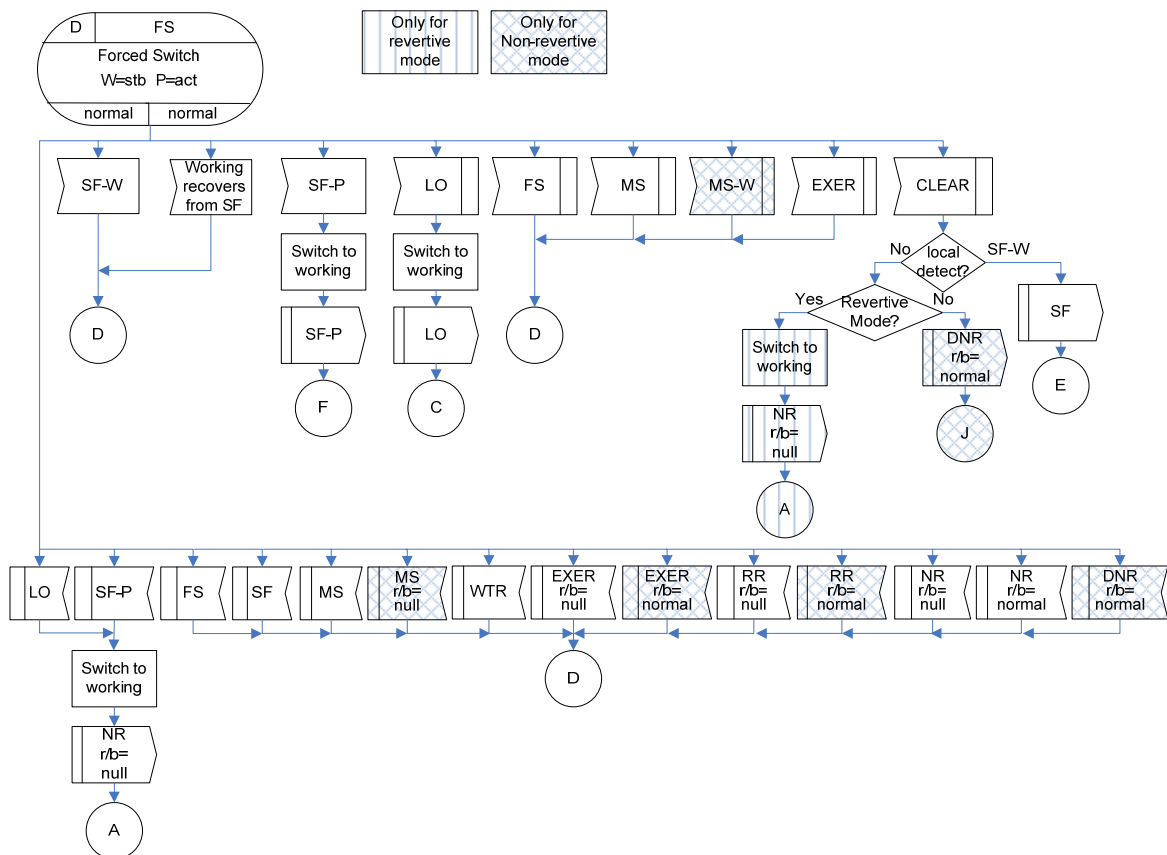 D FS
Forced Switch
W=stb P=act
normal normal
Only for
revertive
mode
Only for
Non-revertive
mode
SF-W
Working
recovers
from SF
SF-P
LO
FS
MS
MS-W
EXER
CLEAR
Switch to
working
Switch to
working
No
local
detect?
SF-W
SF-P
LO
D
D
Yes
Revertive
Mode?
No
SF
Switch to
working
DNR
r/b=
normal
F
C
E
NR
r/b=
null
J
A
LO
SF-P
FS
SF
MS
MS
r/b=
null
WTR
EXER
r/b=
null
EXER
r/b=
normal
RR
r/b=
null
RR
r/b=
normal
NR
r/b=
null
NR
r/b=
normal
DNR
r/b=
normal
Switch to
working
D
NR
r/b=
null
A